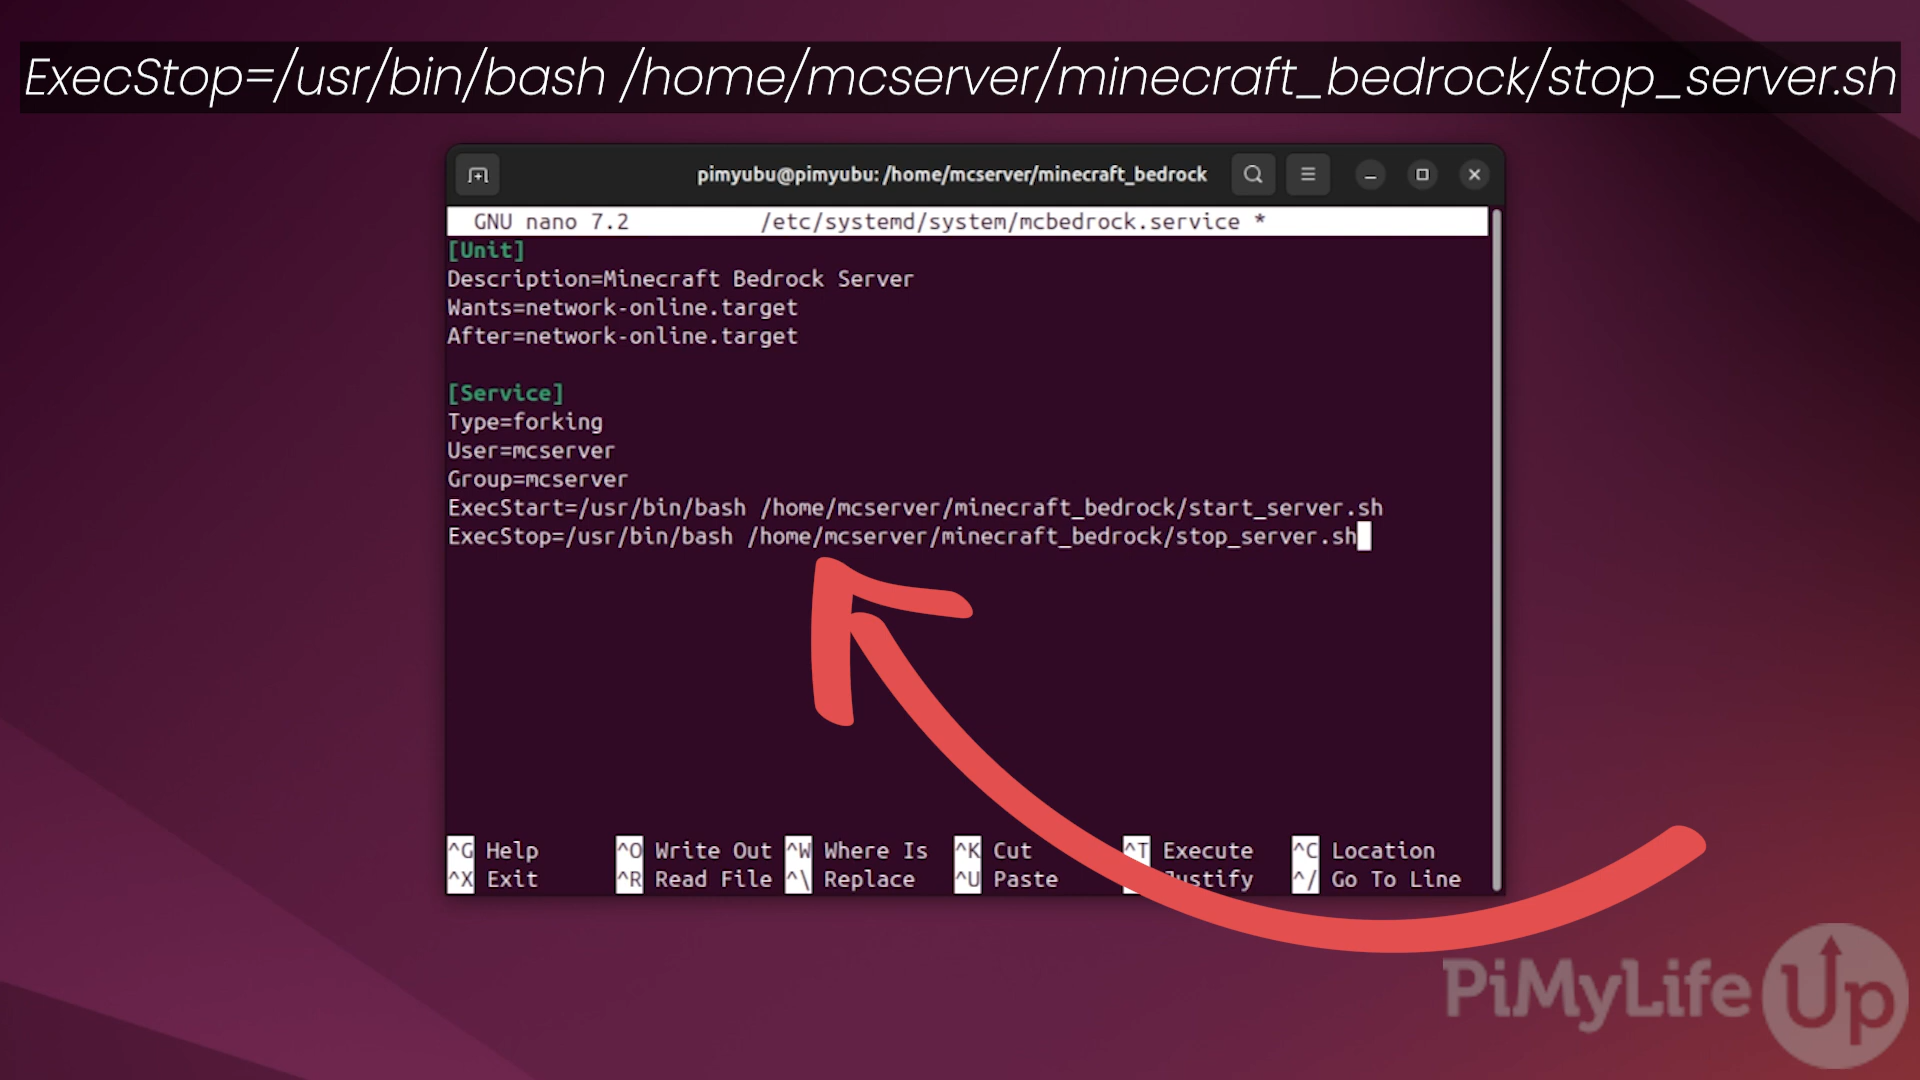 ExecStop=/usr/bin/bash /home/mcserver/minecraft_bedrock/stop_server.sh
pimyubu@pimyubu: /home/mcserver/minecraft_bedrock
GNU nano 7.2 /etc/systemd/system/mcbedrock.service *
[Unit]
Description=Minecraft Bedrock Server
Wants=network-online.target
After=network-online.target
[Service]
Type=forking
User=mcserver
Group=mcserver
ExecStart=/usr/bin/bash /home/mcserver/minecraft_bedrock/start_server.sh
ExecStop=/usr/bin/bash /home/mcserver/minecraft_bedrock/stop_server.sh
^G Help ^O Write Out ^W Where Is ^K Cut ^T Execute ^C Location
^X Exit ^R Read File ^\ Replace ^U Paste Justify ^/ Go To Line
PiMyLifeUp